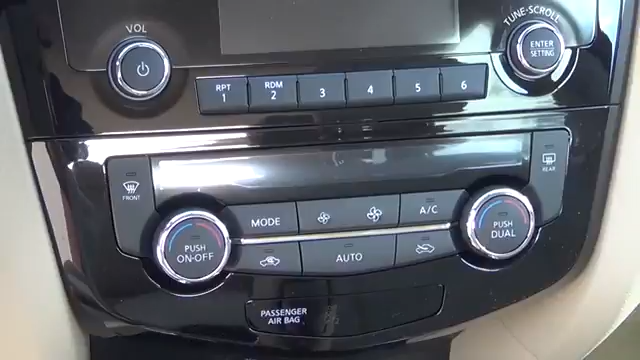 VOL
TUNE·SCROLL
ENTER
SETTING
RPT
1
RDM
2
3
4
5
6
FRONT
REAR
MODE
A/C
PUSH
ON-OFF
PUSH
DUAL
AUTO
PASSENGER
AIR BAG